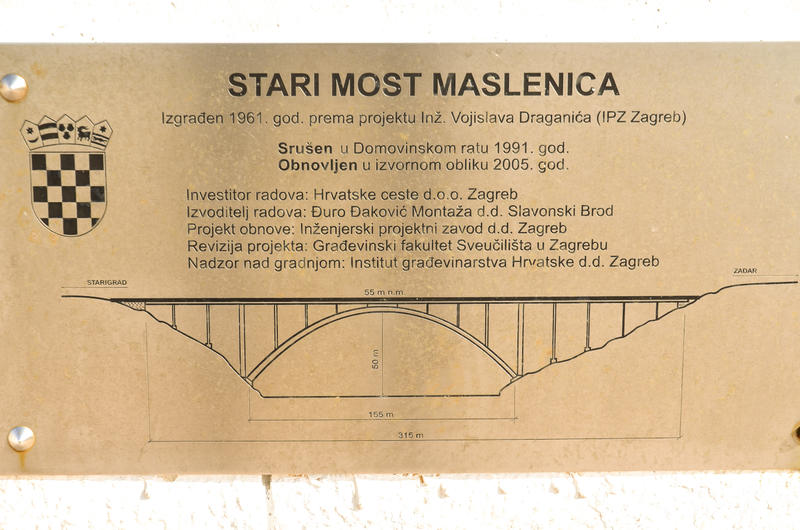 STARI MOST MASLENICA
Izgrađen 1961. god. prema projektu Inž. Vojislava Draganića (IPZ Zagreb)
Srušen u Domovinskom ratu 1991. god.
Obnovljen u izvornom obliku 2005. god.
Investitor radova: Hrvatske ceste d.o.o. Zagreb
Izvoditelj radova: Đuro Đaković Montaža d.d. Slavonski Brod
Projekt obnove: Inženjerski projektni zavod d.d. Zagreb
Revizija projekta: Građevinski fakultet Sveučilišta u Zagrebu
Nadzor nad gradnjom: Institut građevinarstva Hrvatske d.d. Zagreb
ZADAR
STARIGRAD
55 m n.m.
50 m
155 m
315 m